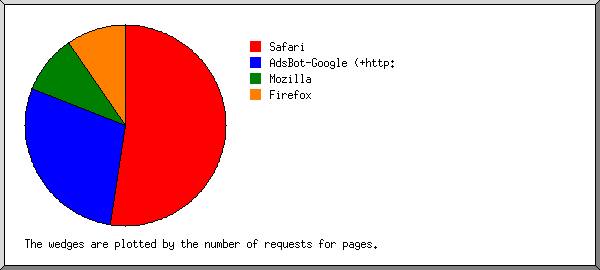 Safari
AdsBot-Google (+http:
Mozilla
Firefox
The wedges are plotted by the number of requests for pages.